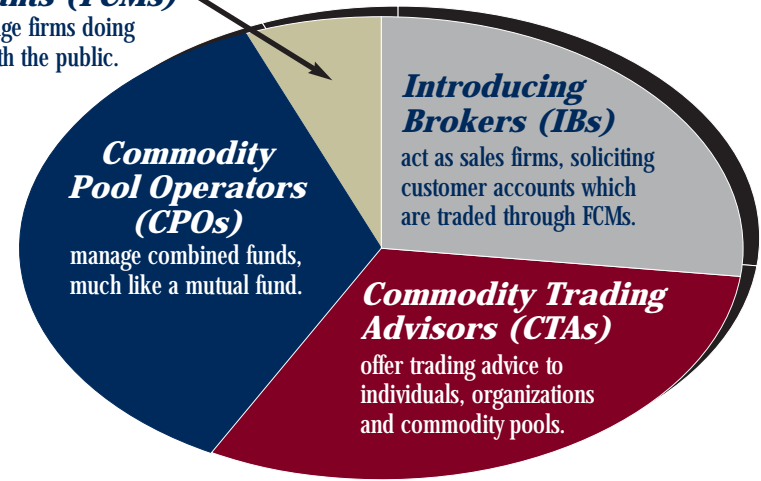 (FCMs)
firms doing
the public.
Commodity
Pool Operators
(CPOs)
manage combined funds,
much like a mutual fund.
Introducing
Brokers (IBs)
act as sales firms, soliciting
customer accounts which
are traded through FCMs.
Commodity Trading
Advisors (CTAs)
offer trading advice to
individuals, organizations
and commodity pools.